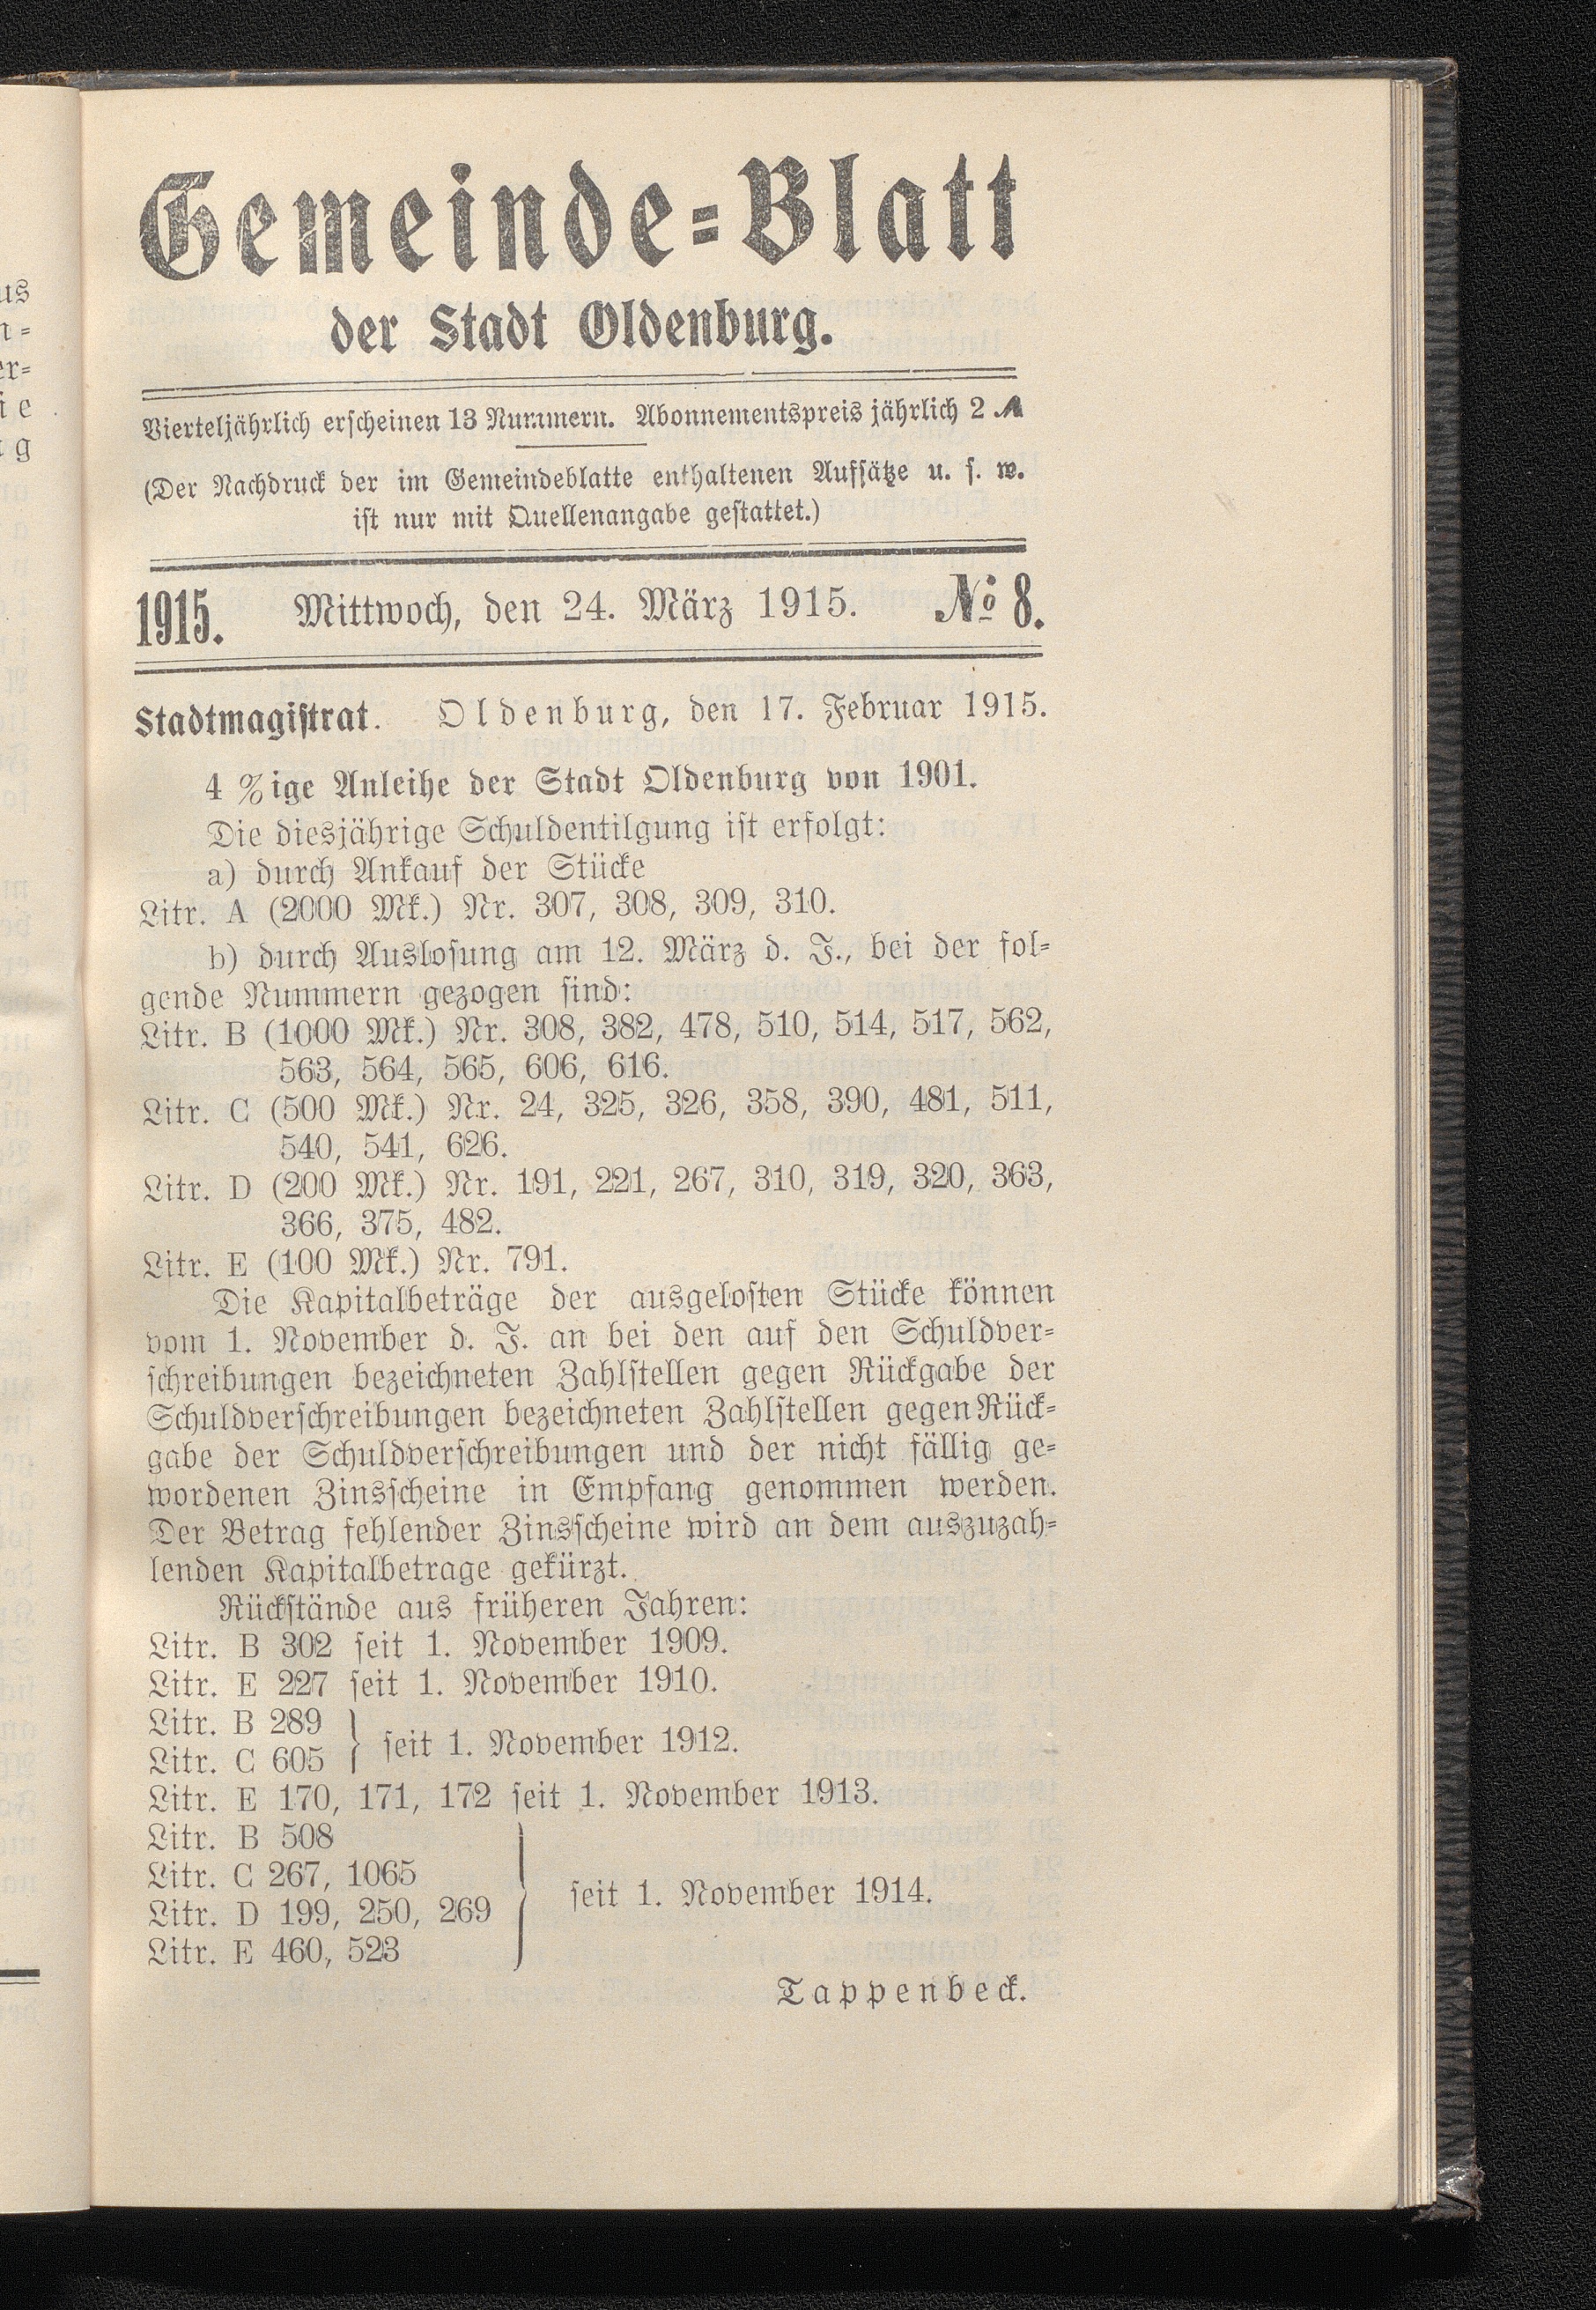 Gemeinde=Blatt
der Stadt Oldenburg.
Vierteljährlich erscheinen 13 Nummern. Abonnementspreis jährlich 2 ℳ
(Der Nachdruck der im Gemeindeblatte enthaltenen Aufsätze u. s. w.
ist nur mit Quellenangabe gestattet.)
1915. Mittwoch, den 24. März 1915. № 8.
Stadtmagistrat. Oldenburg, den 17. Februar 1915.
4 %ige Anleihe der Stadt Oldenburg von 1901.
Die diesjährige Schuldentilgung ist erfolgt:
a) durch Ankauf der Stücke
Litr. A (2000 Mk.) Nr. 307, 308, 309, 310.
b) durch Auslosung am 12. März d. J., bei der fol=
gende Nummern gezogen sind:
Litr. B (1000 Mk.) Nr. 308, 382, 478, 510, 514, 517, 562,
563, 564, 565, 606, 616.
Litr. C (500 Mk.) Nr. 24, 325, 326, 358, 390, 481, 511,
540, 541, 626.
Litr. D (200 Mk.) Nr. 191, 221, 267, 310, 319, 320, 363,
366, 375, 482.
Litr. E (100 Mk.) Nr. 791.
Die Kapitalbeträge der ausgelosten Stücke können
vom 1. November d. J. an bei den auf den Schuldver=
schreibungen bezeichneten Zahlstellen gegen Rückgabe der
Schuldverschreibungen bezeichneten Zahlstellen gegen Rück=
gabe der Schuldverschreibungen und der nicht fällig ge=
wordenen Zinsscheine in Empfang genommen werden.
Der Betrag fehlender Zinsscheine wird an dem auszuzah=
lenden Kapitalbetrage gekürzt.
Rückstände aus früheren Jahren:
Litr. B 302 seit 1. November 1909.
Litr. E 227 seit 1. November 1910.
Litr. B 289
Litr. C 605 } seit 1. November 1912.
Litr. E 170, 171, 172 seit 1. November 1913.
Litr. B 508
Litr. C 267, 1065
Litr. D 199, 250, 269 } seit 1. November 1914.
Litr. E 460, 523
Tappenbeck.